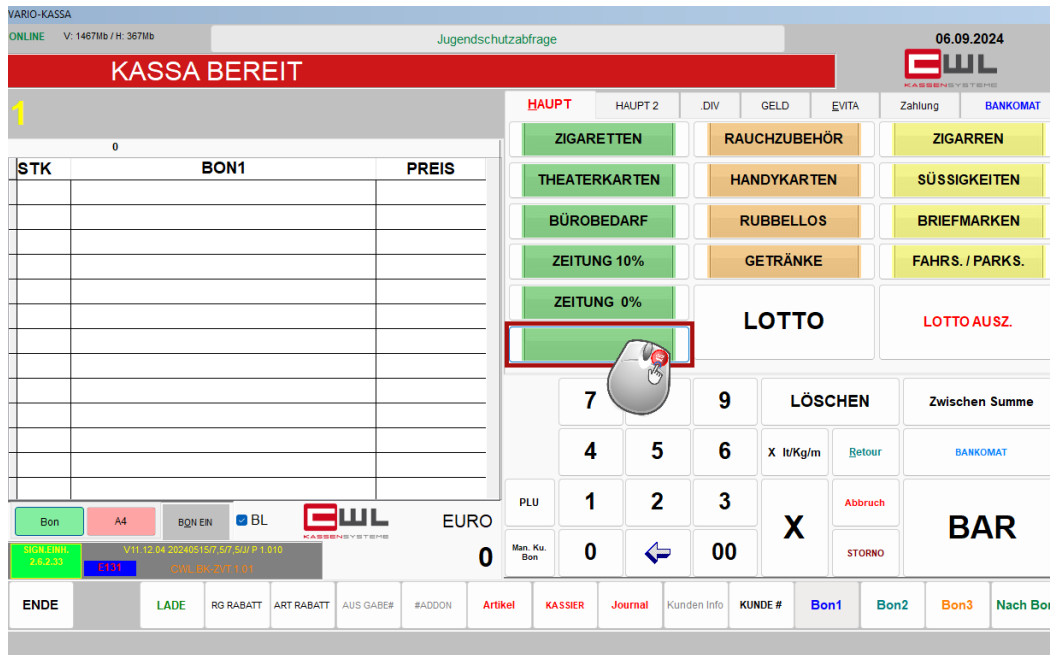 VARIO-KASSA
ONLINE V: 1467Mb / H: 367Mb
Jugendschutzabfrage
06.09.2024
KASSA BEREIT
CWL
KASSENSYSTEME
1
HAUPT HAUPT 2 .DIV GELD EVITA Zahlung BANKOMAT
0
STK BON1 PREIS
ZIGARETTEN RAUCHZUBEHÖR ZIGARREN
THEATERKARTEN HANDYKARTEN SÜSSIGKEITEN
BÜROBEDARF RUBBELLOS BRIEFMARKEN
ZEITUNG 10% GETRÄNKE FAHRS. / PARKS.
ZEITUNG 0%
LOTTO LOTTO AUSZ.
7 9 LÖSCHEN Zwischen Summe
4 5 6 X lt/Kg/m Retour BANKOMAT
PLU 1 2 3 X Abbruch BAR
Man. Ku. Bon 0 00 STORNO
Bon A4 BON EIN BL CWL KASSENSYSTEME EURO
0
SIGN.EINH. V11.12.04 20240515/7,5/7,5/J/ P 1.010
2.6.2.33 E131 CWL.BK-ZVT.1.01
ENDE LADE RG RABATT ART RABATT AUS GABE# #ADDON Artikel KASSIER Journal Kunden Info KUNDE # Bon1 Bon2 Bon3 Nach Bo